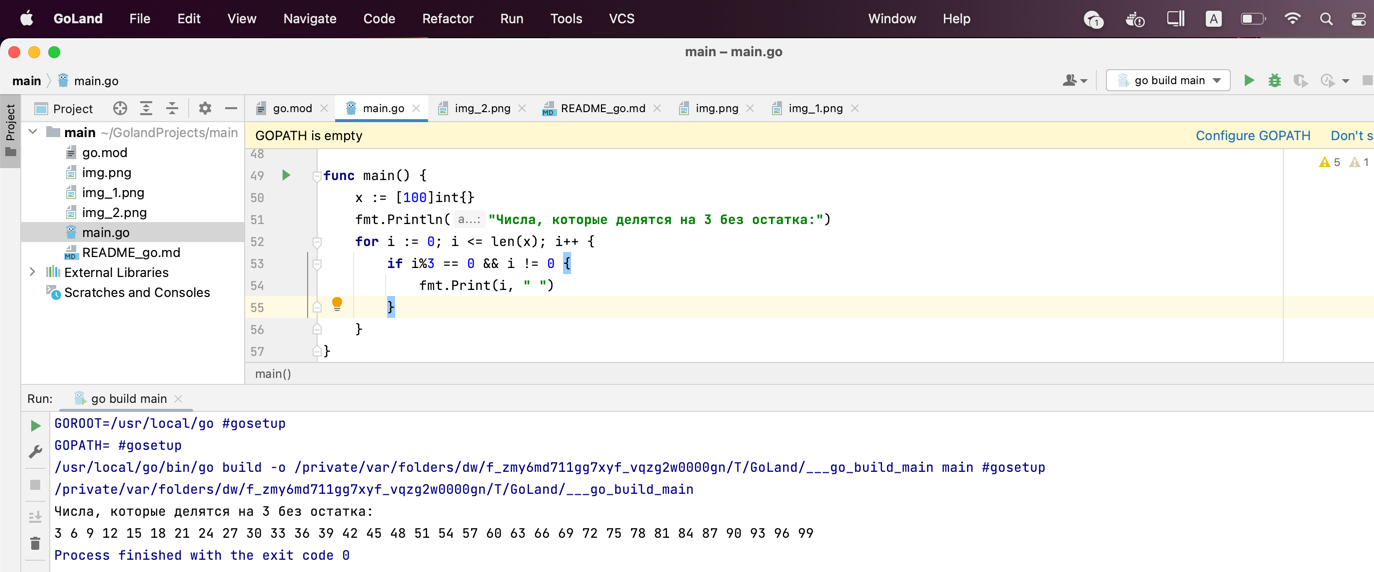 GoLand File Edit View Navigate Code Refactor Run Tools VCS Window Help 1 A
main – main.go
main main.go go build main
Project Project go.mod main.go img_2.png README_go.md img.png img_1.png
main ~/GolandProjects/main
go.mod
img.png
img_1.png
img_2.png
main.go
README_go.md
External Libraries
Scratches and Consoles
GOPATH is empty Configure GOPATH Don't s
5 1
48
49 func main() {
50 x := [100]int{}
51 fmt.Println( a...: "Числа, которые делятся на 3 без остатка:")
52 for i := 0; i <= len(x); i++ {
53 if i%3 == 0 && i != 0 {
54 fmt.Print(i, " ")
55 }
56 }
57 }
main()
Run: go build main
GOROOT=/usr/local/go #gosetup
GOPATH= #gosetup
/usr/local/go/bin/go build -o /private/var/folders/dw/f_zmy6md711gg7xyf_vqzg2w0000gn/T/GoLand/___go_build_main main #gosetup
/private/var/folders/dw/f_zmy6md711gg7xyf_vqzg2w0000gn/T/GoLand/___go_build_main
Числа, которые делятся на 3 без остатка:
3 6 9 12 15 18 21 24 27 30 33 36 39 42 45 48 51 54 57 60 63 66 69 72 75 78 81 84 87 90 93 96 99
Process finished with the exit code 0